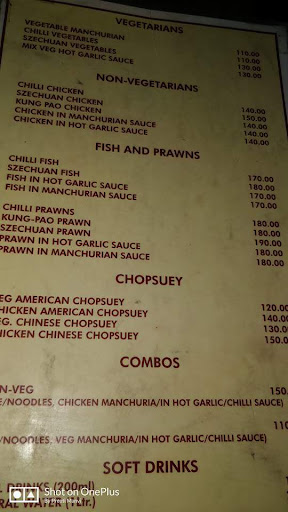 VEGETARIANS
VEGETABLE MANCHURIAN 110.00
CHILLI VEGETABLES 110.00
SZECHUAN VEGETABLES 130.00
MIX VEG HOT GARLIC SAUCE 130.00
NON-VEGETARIANS
CHILLI CHICKEN 140.00
SZECHUAN CHICKEN 150.00
KUNG PAO CHICKEN 140.00
CHICKEN IN MANCHURIAN SAUCE 140.00
CHICKEN IN HOT GARLIC SAUCE 140.00
FISH AND PRAWNS
CHILLI FISH 170.00
SZECHUAN FISH 180.00
FISH IN HOT GARLIC SAUCE 170.00
FISH IN MANCHURIAN SAUCE 170.00
CHILLI PRAWNS 180.00
KUNG-PAO PRAWN 180.00
SZECHUAN PRAWN 190.00
PRAWN IN HOT GARLIC SAUCE 180.00
PRAWN IN MANCHURIAN SAUCE 180.00
CHOPSUEY
EG AMERICAN CHOPSUEY 120.00
HICKEN AMERICAN CHOPSUEY 140.00
EG. CHINESE CHOPSUEY 130.00
HICKEN CHINESE CHOPSUEY 150.0
COMBOS
N-VEG 150.
E/NOODLES, CHICKEN MANCHURIA/IN HOT GARLIC/CHILLI SAUCE)
110
/NOODLES, VEG MANCHURIA/IN HOT GARLIC/CHILLI SAUCE)
SOFT DRINKS
DRINKS (200ml)
RAL WATER (1Ltr.)
Shot on OnePlus